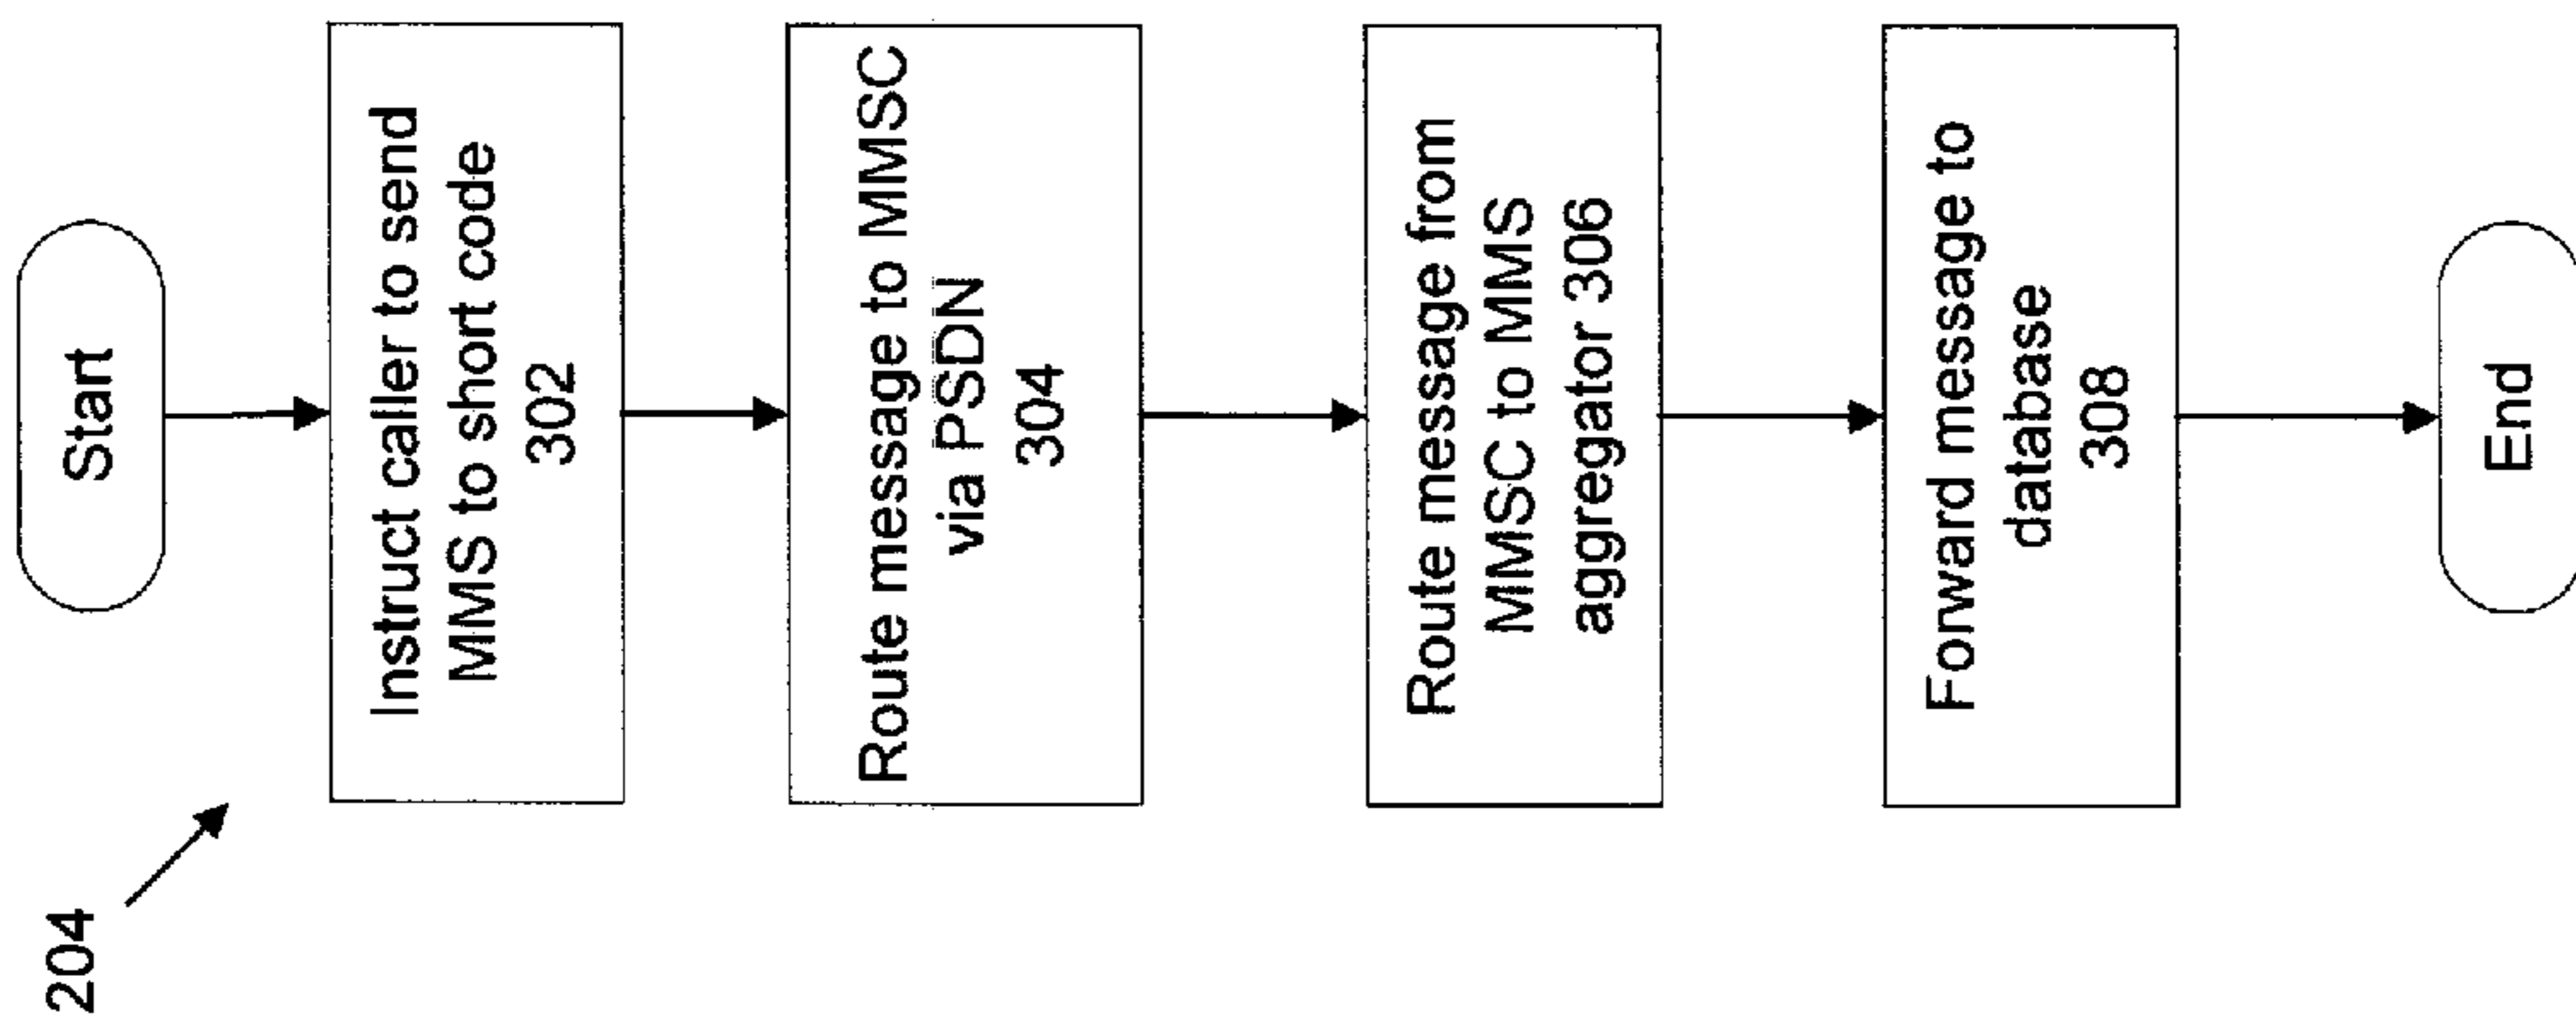 204
Start
Instruct caller to send
MMS to short code
302
Route message to MMSC
via PSDN
304
Route message from
MMSC to MMS
aggregator 306
Forward message to
database
308
End